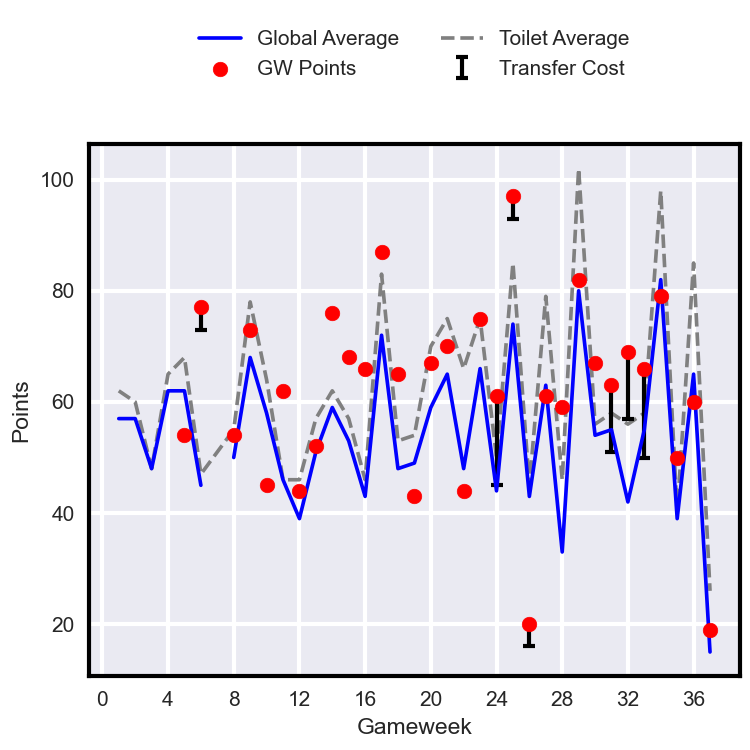 Global Average
Toilet Average
GW Points
Transfer Cost
Points
100
80
60
40
20
0 4 8 12 16 20 24 28 32 36
Gameweek